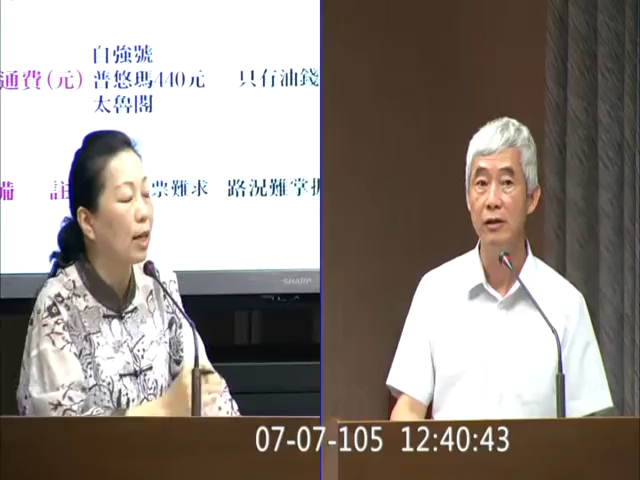 自強號
通費(元) 普悠瑪440元 只有油錢
太魯閣
備 註 票難求 路況難掌握
SHARP
07-07-105 12:40:43